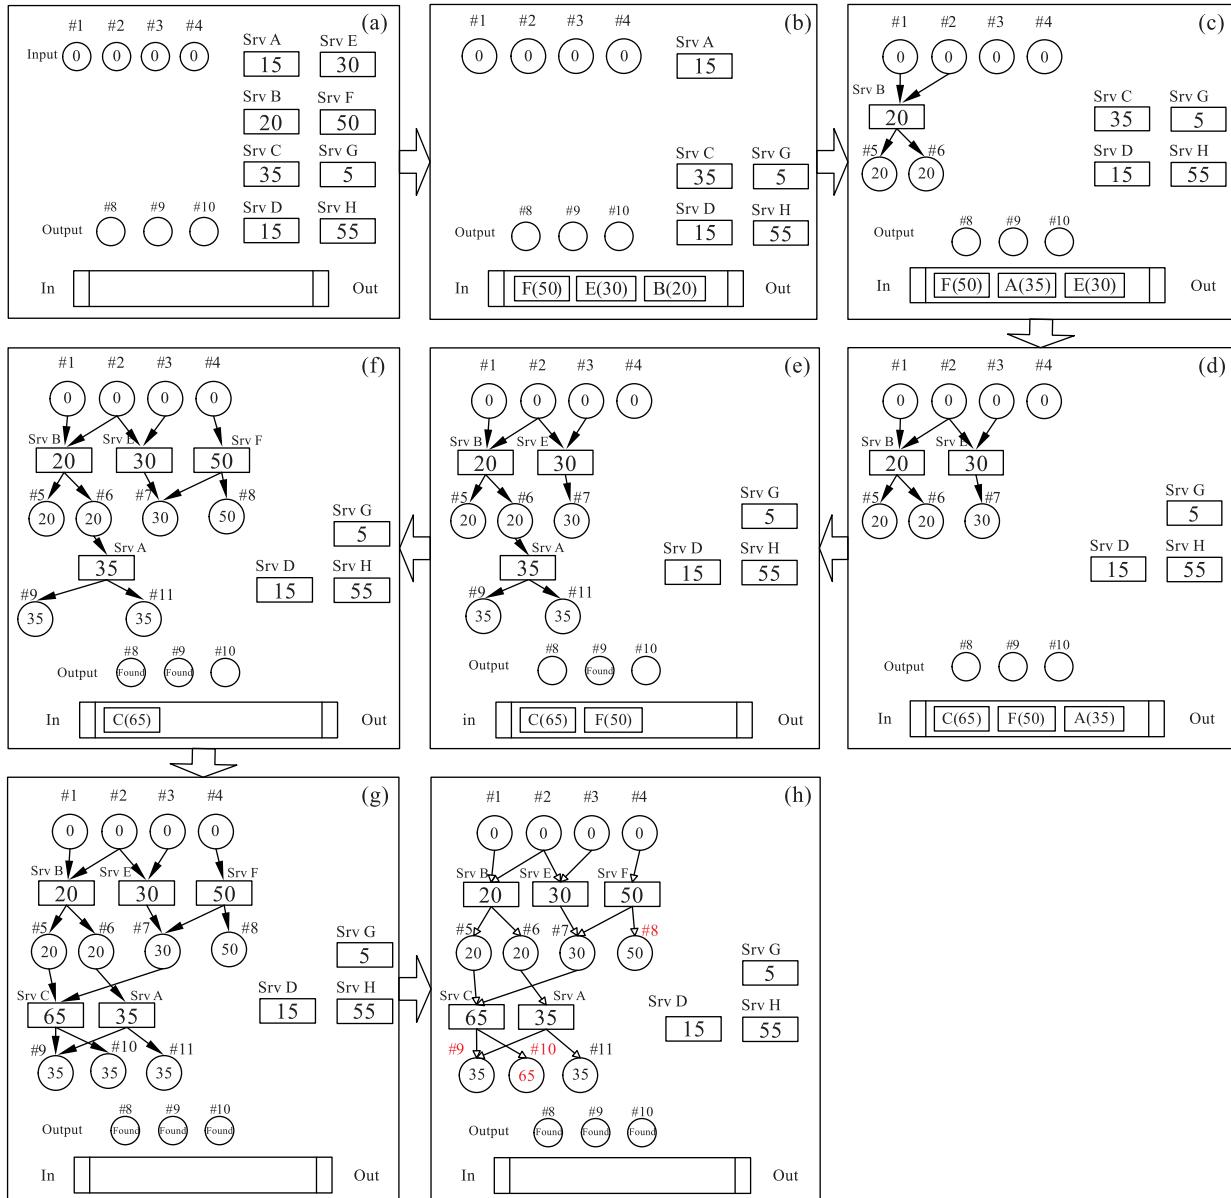 (a)
#1 #2 #3 #4
Input 0 0 0 0
Srv A Srv E
15 30
Srv B Srv F
20 50
Srv C Srv G
35 5
#8 #9 #10
Srv D Srv H
Output 15 55
In Out
(b)
#1 #2 #3 #4
0 0 0 0
Srv A
15
Srv C Srv G
35 5
#8 #9 #10
Srv D Srv H
Output 15 55
In F(50) E(30) B(20) Out
(c)
#1 #2 #3 #4
0 0 0 0
Srv B
20
Srv C Srv G
35 5
#5 #6
20 20
Srv D Srv H
15 55
#8 #9 #10
Output
In F(50) A(35) E(30) Out
(f)
#1 #2 #3 #4
0 0 0 0
Srv B Srv E Srv F
20 30 50
#5 #6 #7 #8
20 20 30 50
Srv G
5
Srv A
35
Srv D Srv H
15 55
#9 #11
35 35
#8 #9 #10
Output Found Found
In C(65) Out
(e)
#1 #2 #3 #4
0 0 0 0
Srv B Srv E
20 30
#5 #6 #7
20 20 30
Srv G
5
Srv A
35
Srv D Srv H
15 55
#9 #11
35 35
#8 #9 #10
Output Found
in C(65) F(50) Out
(d)
#1 #2 #3 #4
0 0 0 0
Srv B Srv E
20 30
#5 #6 #7
20 20 30
Srv G
5
Srv D Srv H
15 55
#8 #9 #10
Output
In C(65) F(50) A(35) Out
(g)
#1 #2 #3 #4
0 0 0 0
Srv B Srv E Srv F
20 30 50
#5 #6 #7 #8
20 20 30 50
Srv G
5
Srv C Srv A
65 35
Srv D Srv H
15 55
#9 #10 #11
35 35 35
#8 #9 #10
Output Found Found Found
In Out
(h)
#1 #2 #3 #4
0 0 0 0
Srv B Srv E Srv F
20 30 50
#5 #6 #7 #8
20 20 30 50
Srv G
5
Srv C Srv A
65 35
Srv D Srv H
15 55
#9 #10 #11
35 65 35
#8 #9 #10
Output Found Found Found
In Out